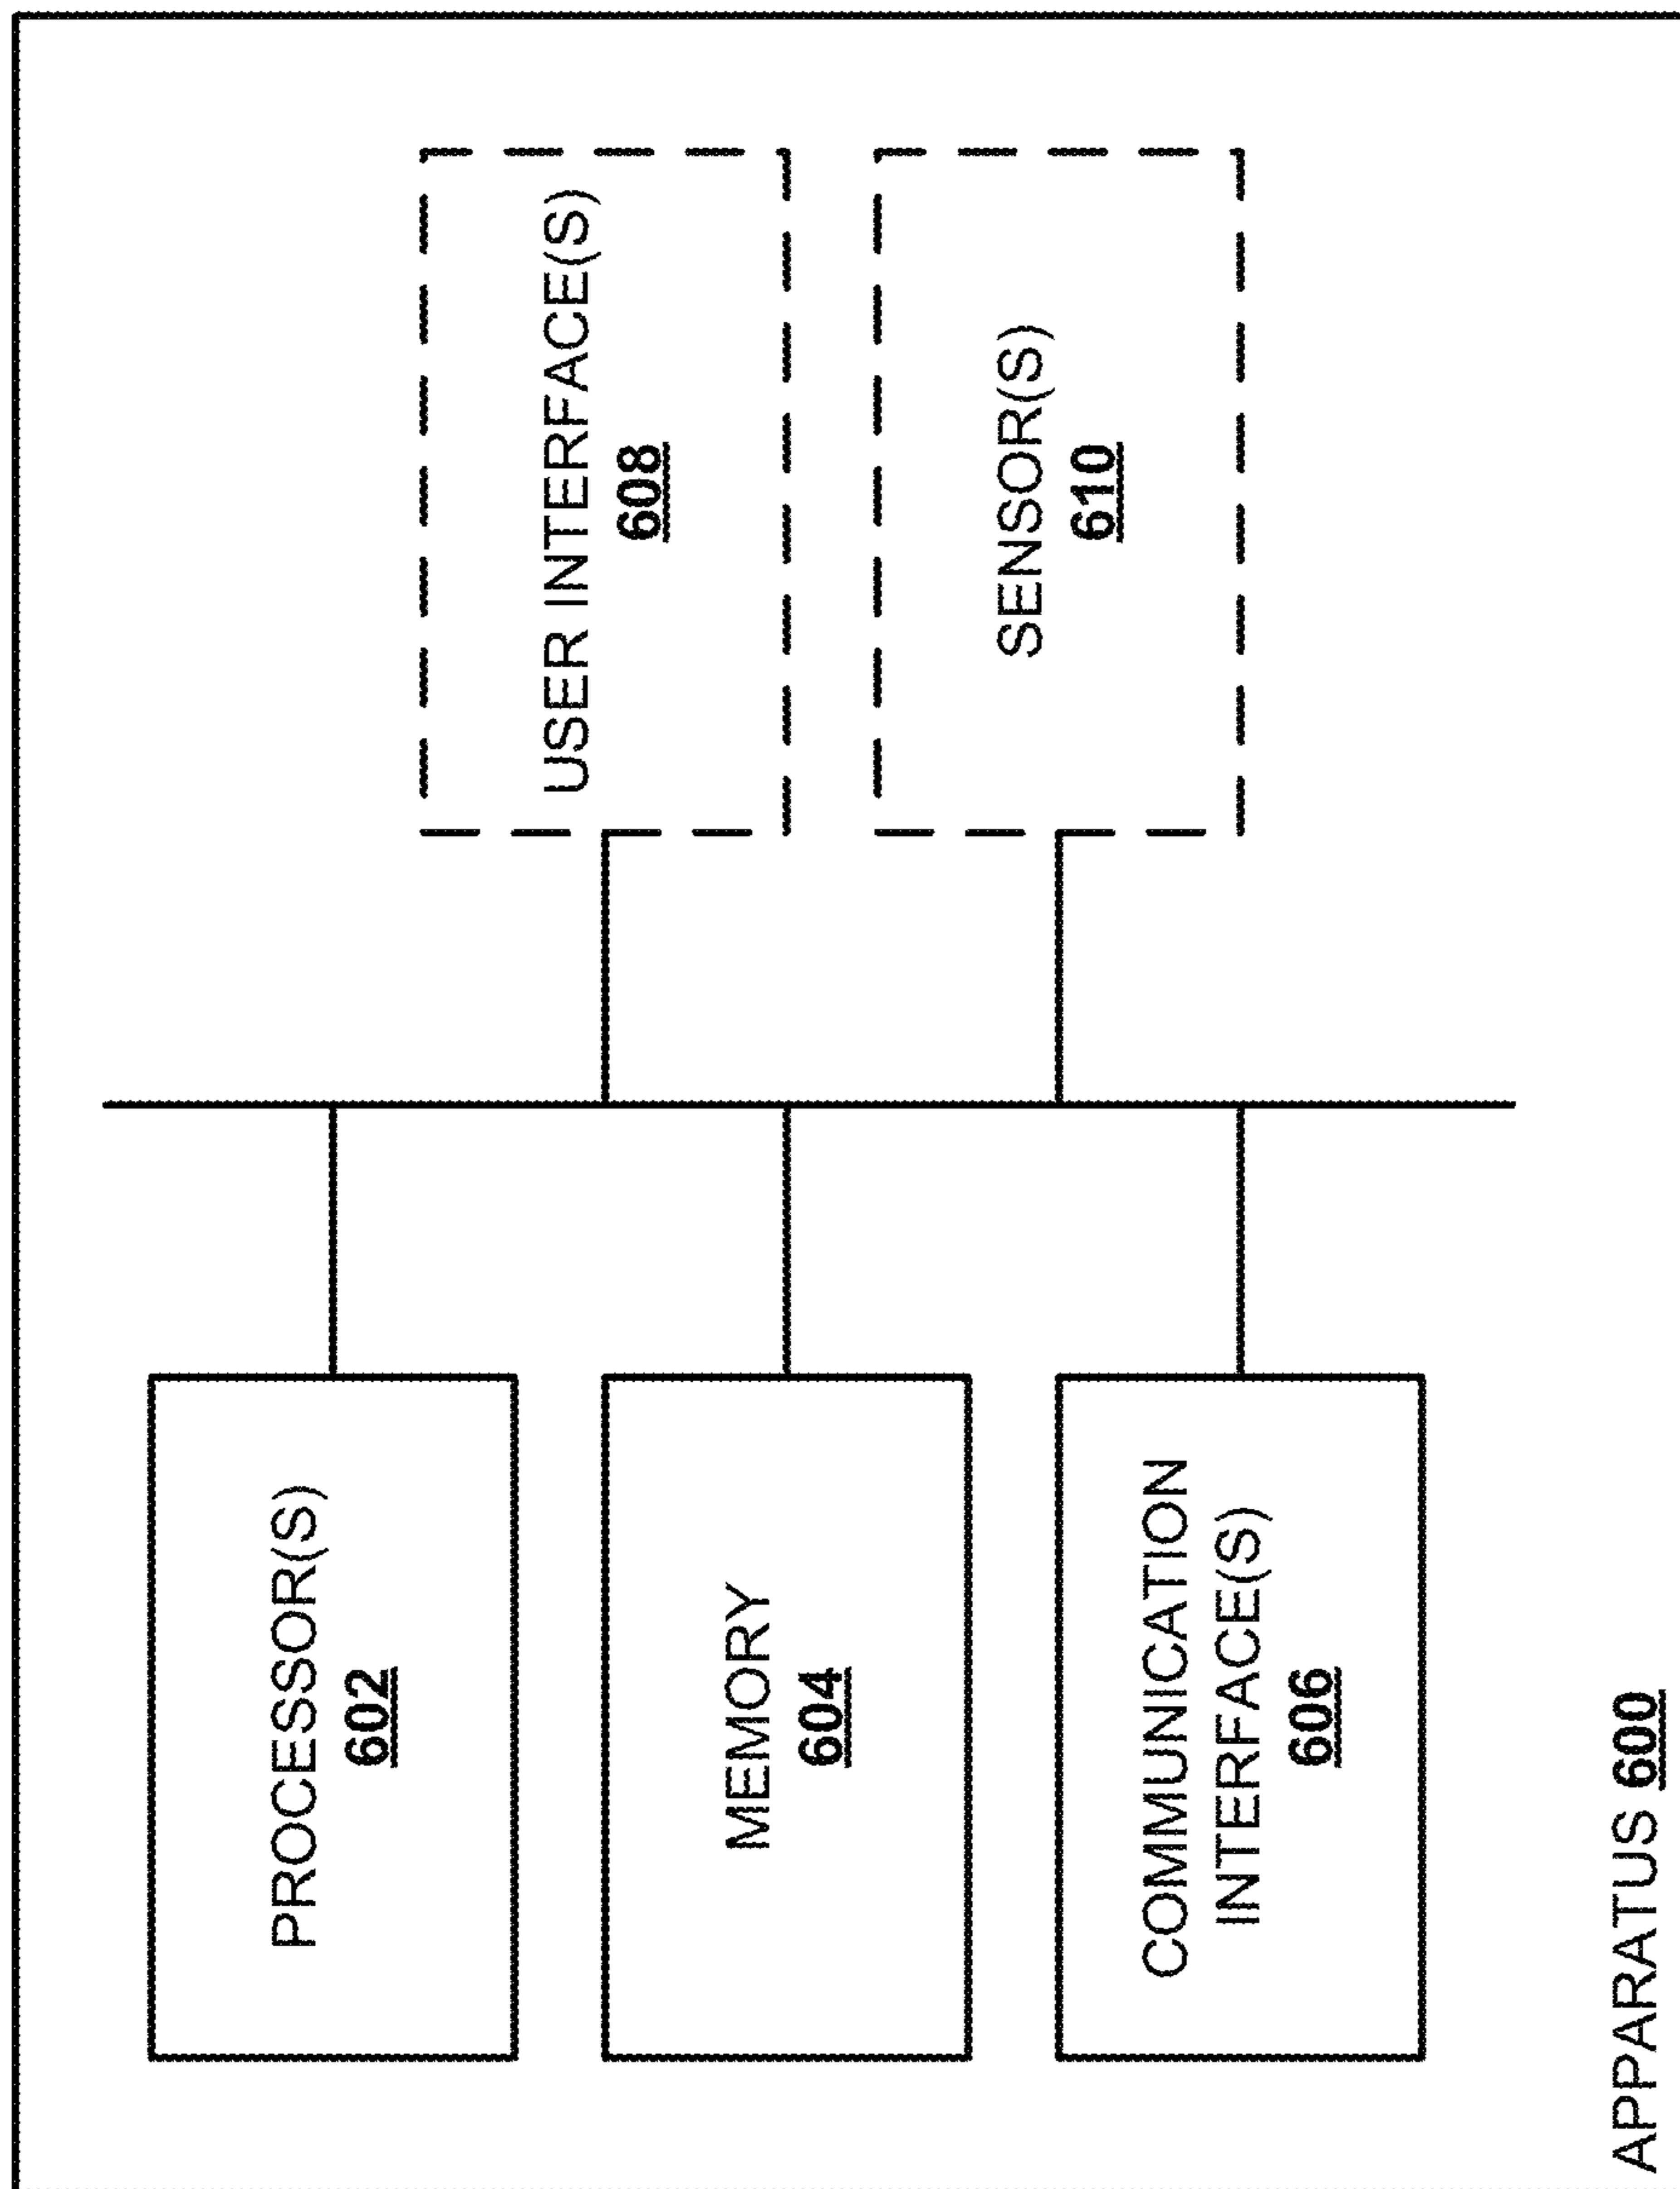 PROCESSOR(S)
602
MEMORY
604
COMMUNICATION
INTERFACE(S)
606
USER INTERFACE(S)
608
SENSOR(S)
610
APPARATUS 600